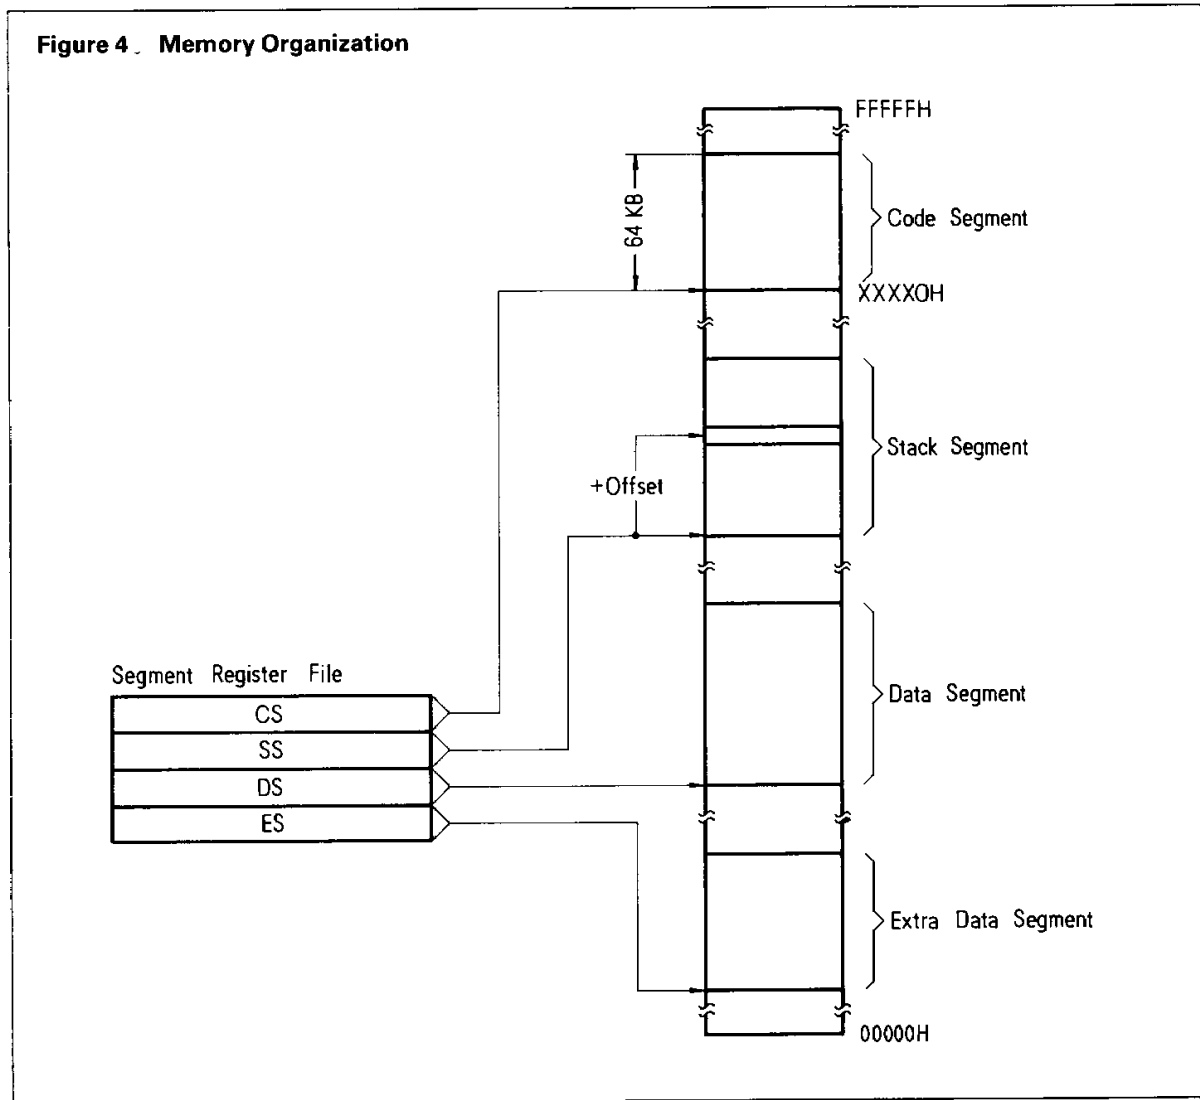 Figure 4 Memory Organization
FFFFFH
64 KB
Code Segment
XXXX0H
Stack Segment
+Offset
Segment Register File
CS
SS
DS
ES
Data Segment
Extra Data Segment
00000H